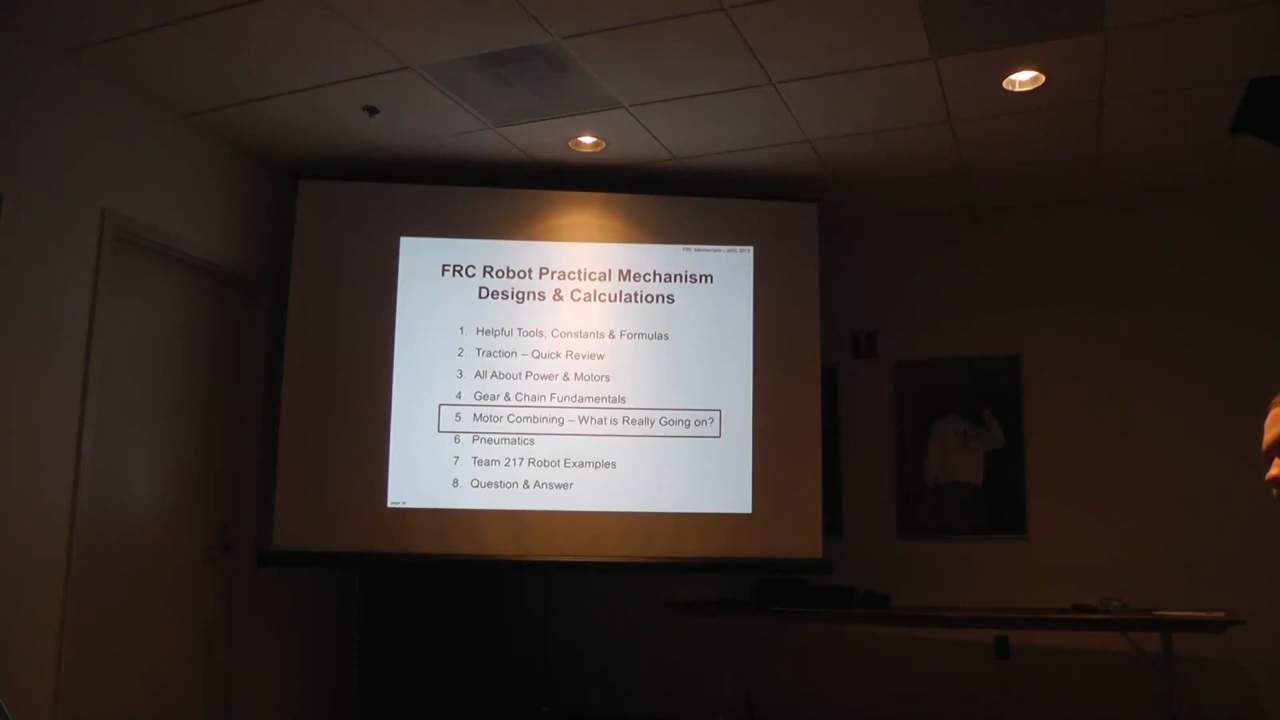 FRC Robot Practical Mechanism
Designs & Calculations
1. Helpful Tools, Constants & Formulas
2. Traction – Quick Review
3. All About Power & Motors
4. Gear & Chain Fundamentals
5. Motor Combining – What is Really Going on?
6. Pneumatics
7. Team 217 Robot Examples
8. Question & Answer